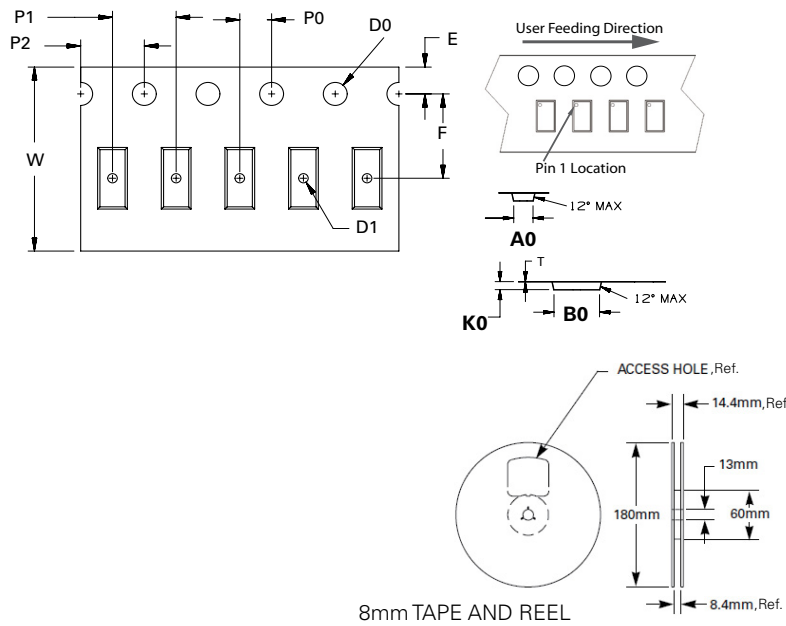 P1
P0
D0
E
P2
F
W
D1
User Feeding Direction
Pin 1 Location
12° MAX
A0
T
12° MAX
K0
B0
ACCESS HOLE, Ref.
14.4mm, Ref
13mm
180mm
60mm
8.4mm, Ref.
8mm TAPE AND REEL